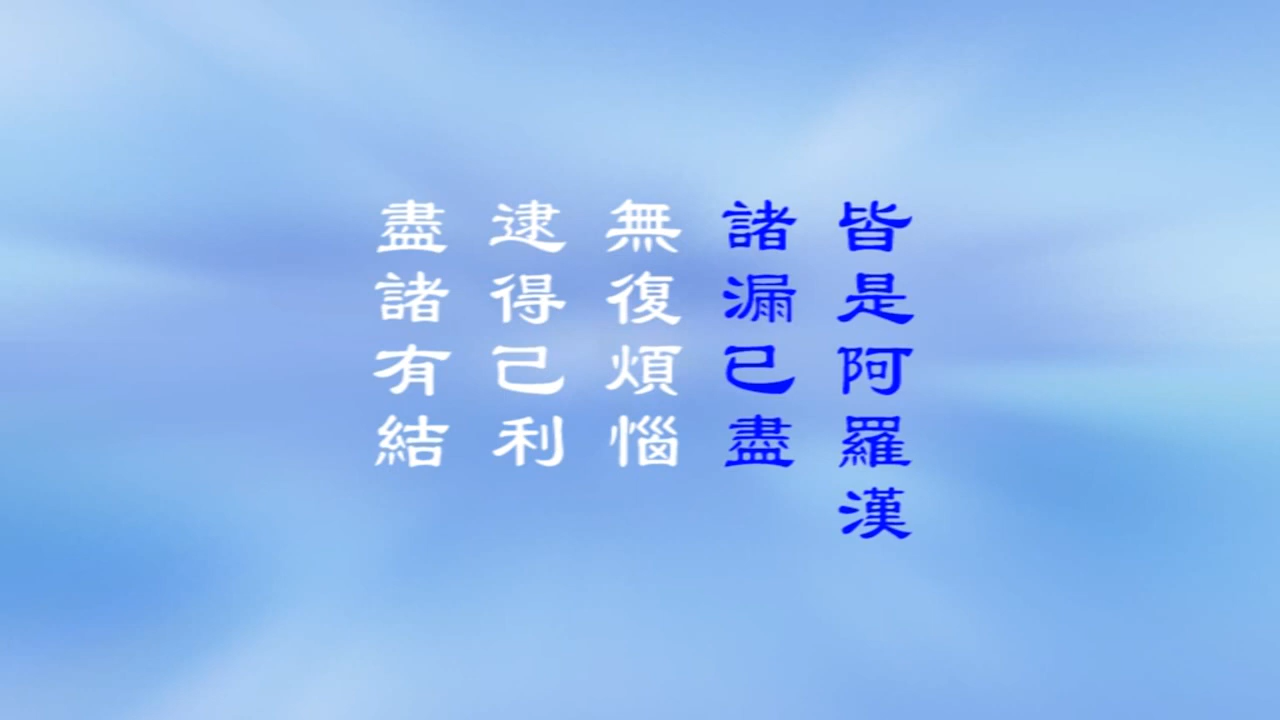 皆是阿羅漢
諸漏已盡
無復煩惱
逮得己利
盡諸有結